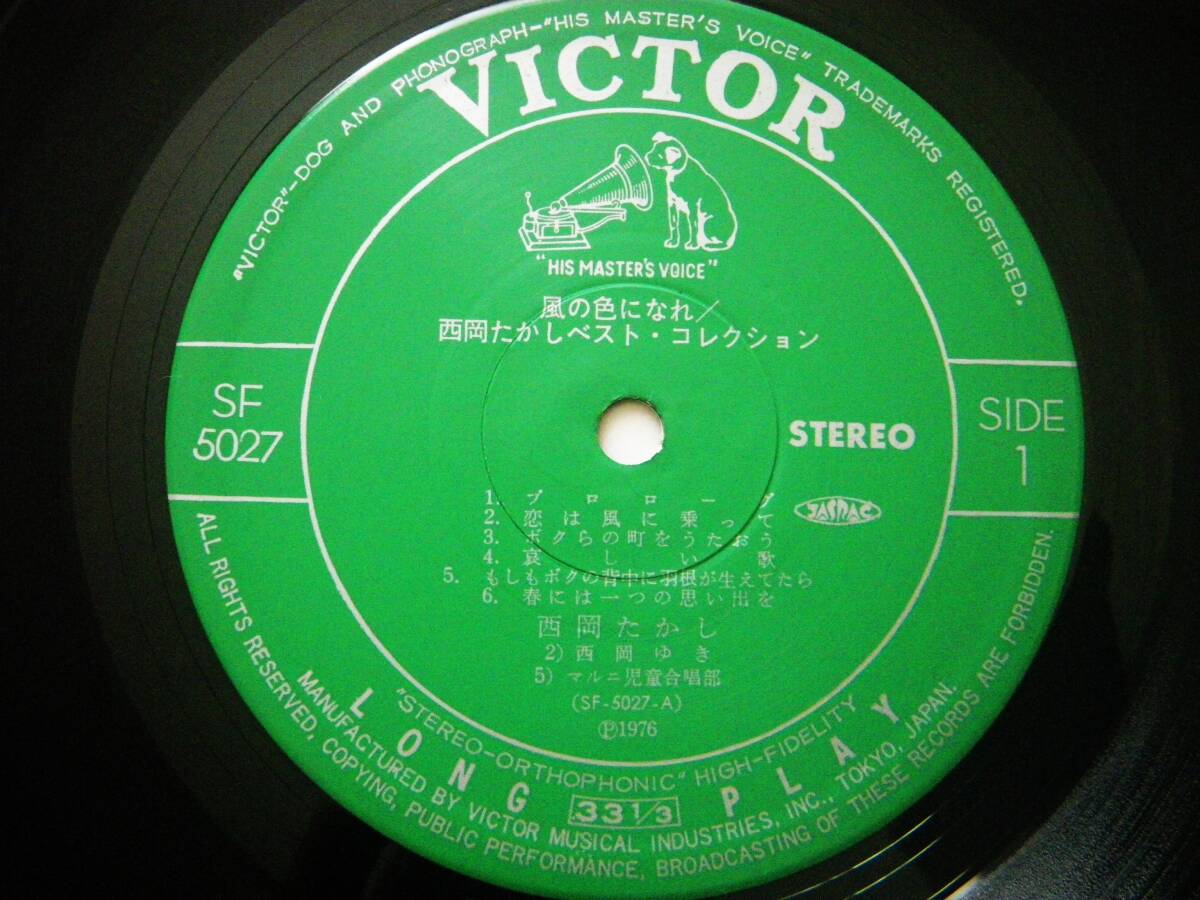 "VICTOR"—DOG AND PHONOGRAPH—"HIS MASTER'S VOICE" TRADEMARKS REGISTERED.
VICTOR
"HIS MASTER'S VOICE"
風の色になれ/
西岡たかしベスト・コレクション
SF
5027
STEREO
SIDE
1
JASRAC
1. プロローグ
2. 恋は風に乗って
3. ボクらの町をうたおう
4. 哀しい歌
5. もしもボクの背中に羽根が生えてたら
6. 春には一つの思い出を
西岡たかし
2) 西岡ゆき
5) マルニ児童合唱部
(SF-5027-A)
Ⓟ1976
"STEREO-ORTHOPHONIC" HIGH-FIDELITY
LONG 33 1/3 PLAY
MANUFACTURED BY VICTOR MUSICAL INDUSTRIES, INC., TOKYO, JAPAN.
ALL RIGHTS RESERVED, COPYING, PUBLIC PERFORMANCE, BROADCASTING OF THESE RECORDS ARE FORBIDDEN.